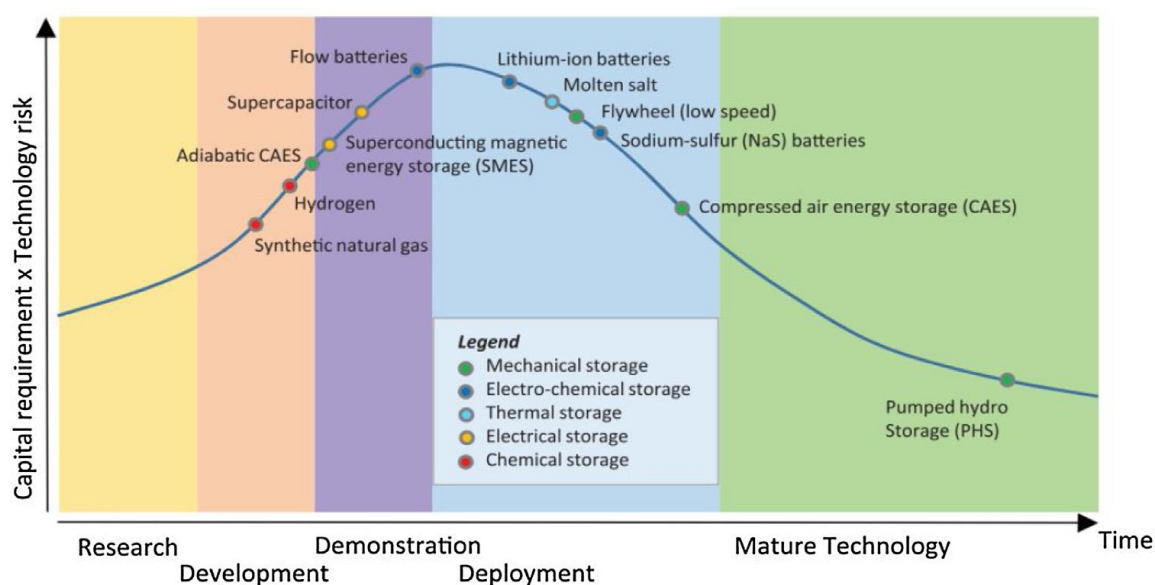 Capital requirement x Technology risk
Flow batteries
Lithium-ion batteries
Molten salt
Supercapacitor
Flywheel (low speed)
Sodium-sulfur (NaS) batteries
Superconducting magnetic
energy storage (SMES)
Adiabatic CAES
Hydrogen
Compressed air energy storage (CAES)
Synthetic natural gas
Legend
Mechanical storage
Electro-chemical storage
Thermal storage
Electrical storage
Chemical storage
Pumped hydro
Storage (PHS)
Research
Development
Demonstration
Deployment
Mature Technology
Time